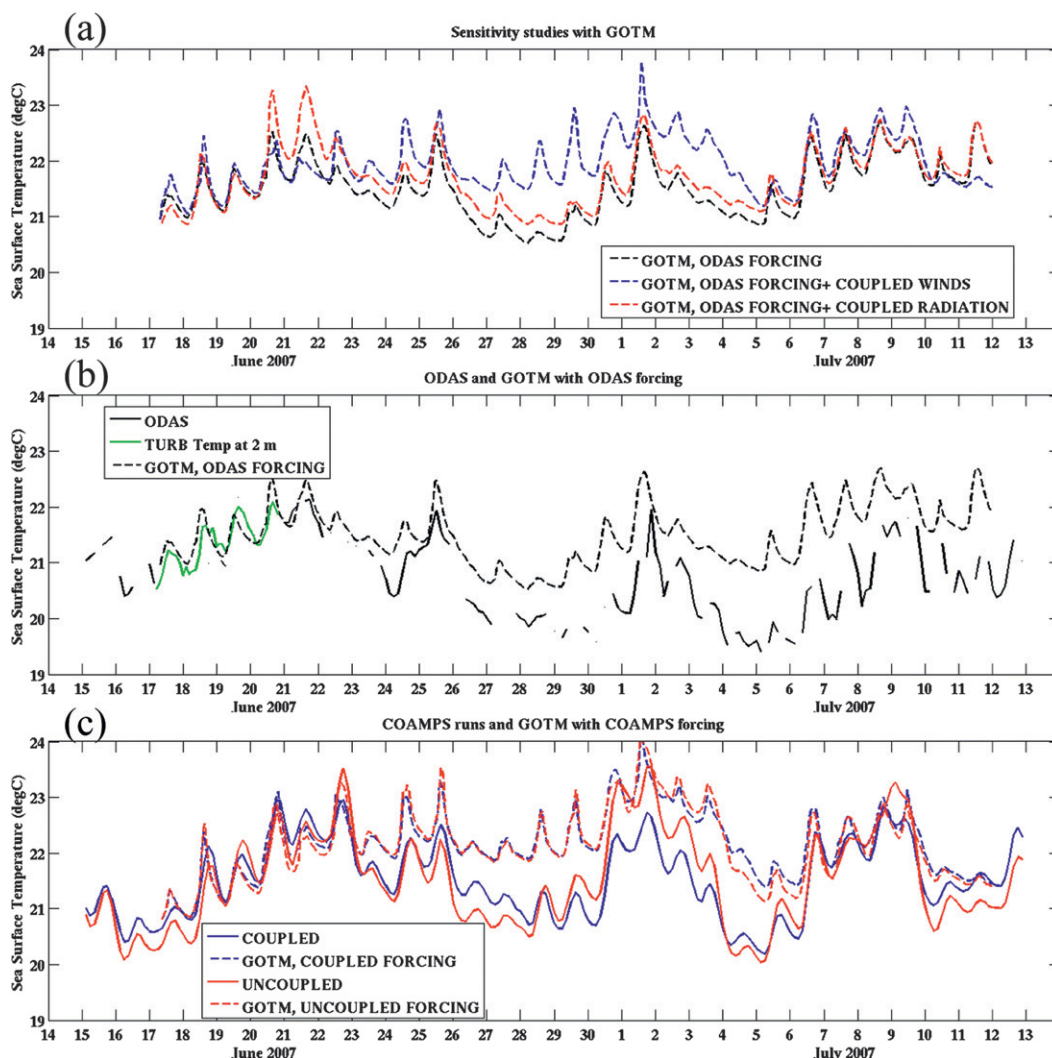 (a)
Sensitivity studies with GOTM
Sea Surface Temperature (degC)
24
23
22
21
20
19
GOTM, ODAS FORCING
GOTM, ODAS FORCING+ COUPLED WINDS
GOTM, ODAS FORCING+ COUPLED RADIATION
14 15 16 17 18 19 20 21 22 23 24 25 26 27 28 29 30 1 2 3 4 5 6 7 8 9 10 11 12 13
June 2007 July 2007
(b)
ODAS and GOTM with ODAS forcing
Sea Surface Temperature (degC)
24
23
22
21
20
19
ODAS
TURB Temp at 2 m
GOTM, ODAS FORCING
14 15 16 17 18 19 20 21 22 23 24 25 26 27 28 29 30 1 2 3 4 5 6 7 8 9 10 11 12 13
June 2007 July 2007
(c)
COAMPS runs and GOTM with COAMPS forcing
Sea Surface Temperature (degC)
24
23
22
21
20
19
COUPLED
GOTM, COUPLED FORCING
UNCOUPLED
GOTM, UNCOUPLED FORCING
14 15 16 17 18 19 20 21 22 23 24 25 26 27 28 29 30 1 2 3 4 5 6 7 8 9 10 11 12 13
June 2007 July 2007